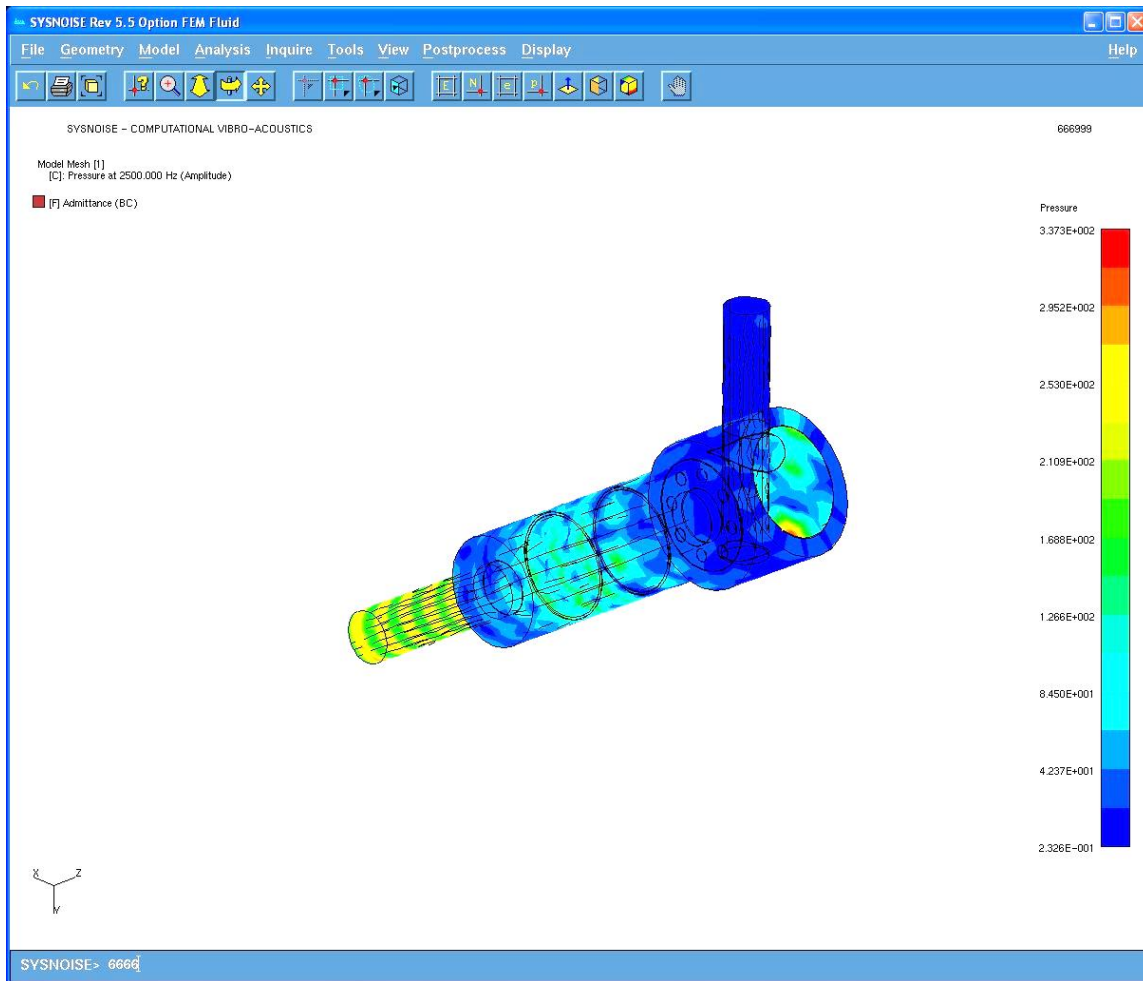 SYSNOISE Rev 5.5 Option FEM Fluid
File Geometry Model Analysis Inquire Tools View Postprocess Display Help
E N e p
SYSNOISE - COMPUTATIONAL VIBRO-ACOUSTICS 666999
Model Mesh [1]
[C]: Pressure at 2500.000 Hz (Amplitude)
[F] Admittance (BC)
Pressure
3.373E+002
2.952E+002
2.530E+002
2.109E+002
1.688E+002
1.266E+002
8.450E+001
4.237E+001
2.326E-001
X Z
Y
SYSNOISE> 6666